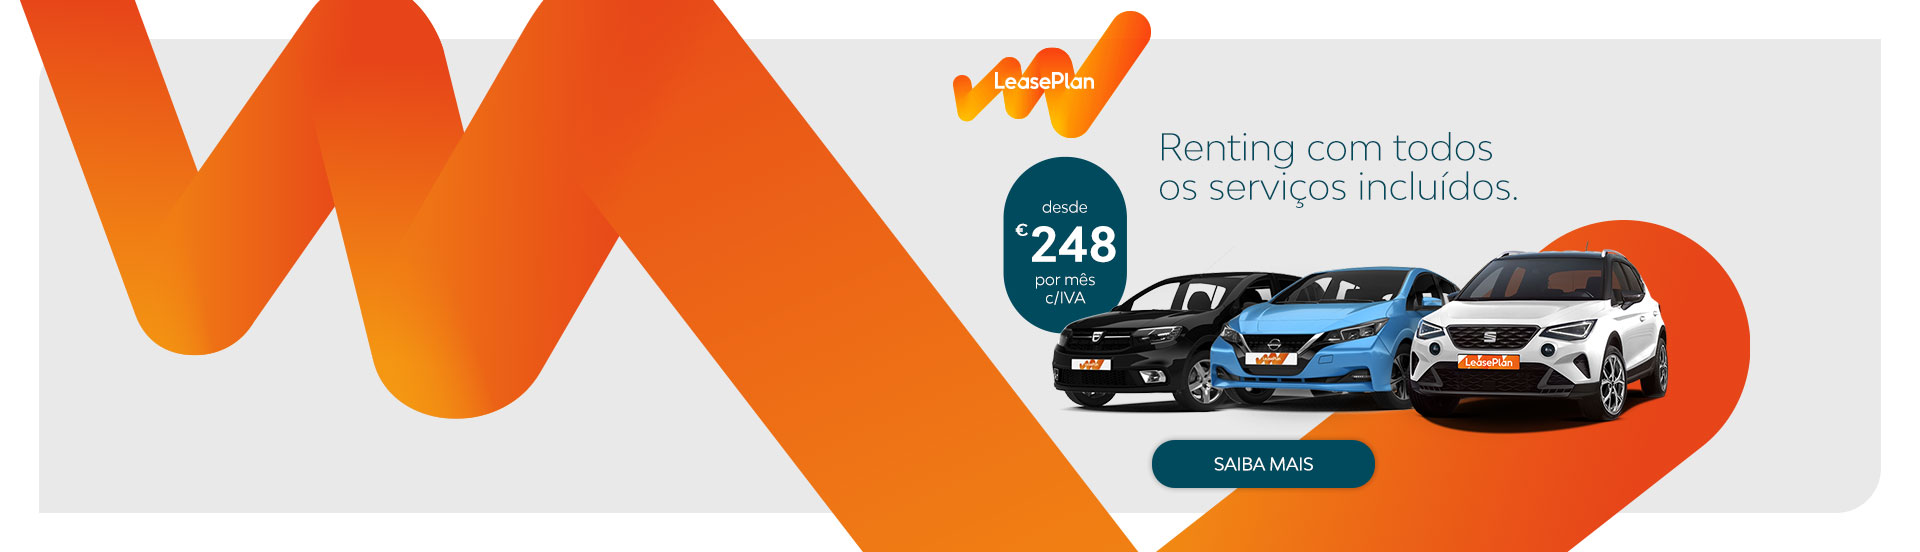 LeasePlan
Renting com todos
os serviços incluídos.
desde
€248
por mês
c/IVA
LeasePlan
SAIBA MAIS